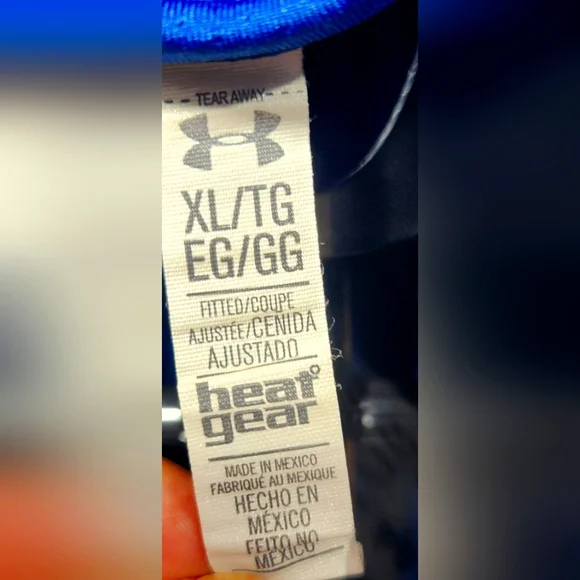 - - TEAR AWAY - - -
XL/TG
EG/GG
FITTED/COUPE
AJUSTÉE/CENIDA
AJUSTADO
heat
gear
MADE IN MEXICO
FABRIQUÉ AU MEXIQUE
HECHO EN
MÉXICO
FEITO NO
MÉXICO